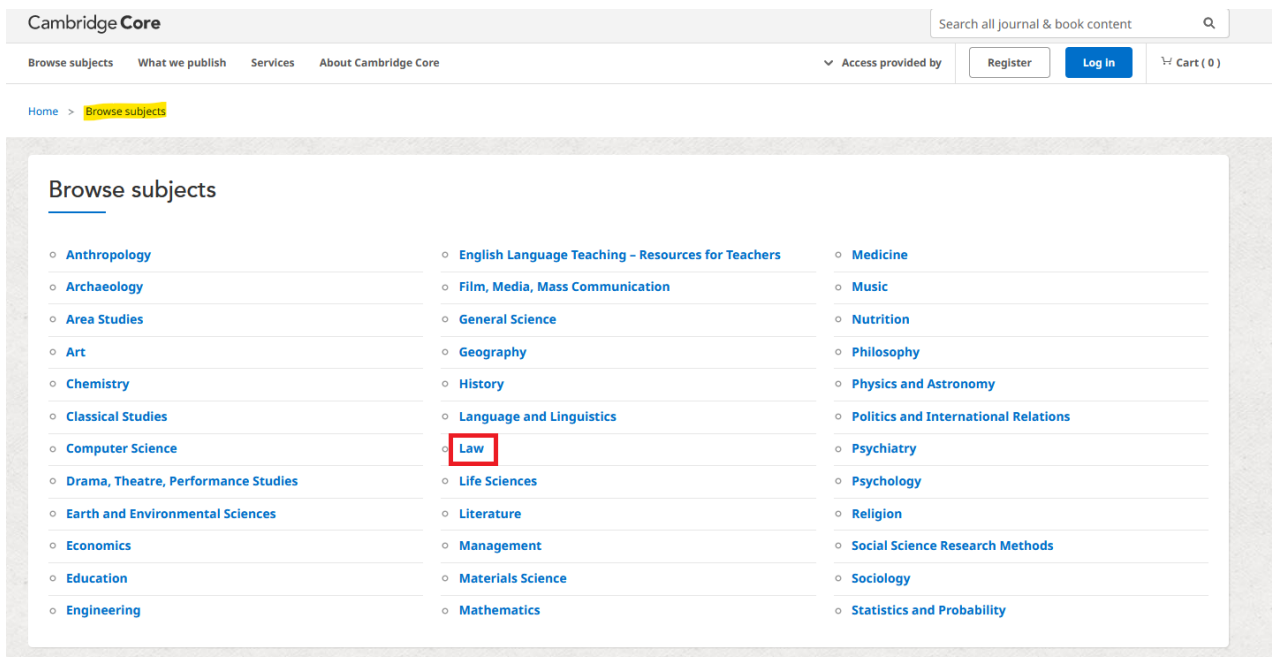 Cambridge Core
Search all journal & book content
Browse subjects What we publish Services About Cambridge Core Access provided by Register Log in Cart ( 0 )
Home > Browse subjects
Browse subjects
Anthropology
Archaeology
Area Studies
Art
Chemistry
Classical Studies
Computer Science
Drama, Theatre, Performance Studies
Earth and Environmental Sciences
Economics
Education
Engineering
English Language Teaching – Resources for Teachers
Film, Media, Mass Communication
General Science
Geography
History
Language and Linguistics
Law
Life Sciences
Literature
Management
Materials Science
Mathematics
Medicine
Music
Nutrition
Philosophy
Physics and Astronomy
Politics and International Relations
Psychiatry
Psychology
Religion
Social Science Research Methods
Sociology
Statistics and Probability